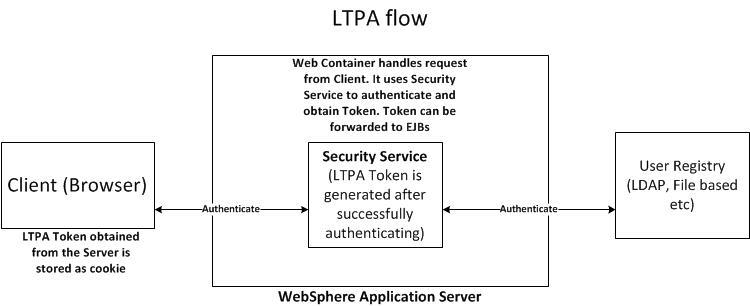 LTPA flow
Web Container handles request
from Client. It uses Security
Service to authenticate and
obtain Token. Token can be
forwarded to EJBs
Client (Browser)
Authenticate
LTPA Token obtained
from the Server is
stored as cookie
Security Service
(LTPA Token is
generated after
successfully
authenticating)
Authenticate
User Registry
(LDAP, File based
etc)
WebSphere Application Server